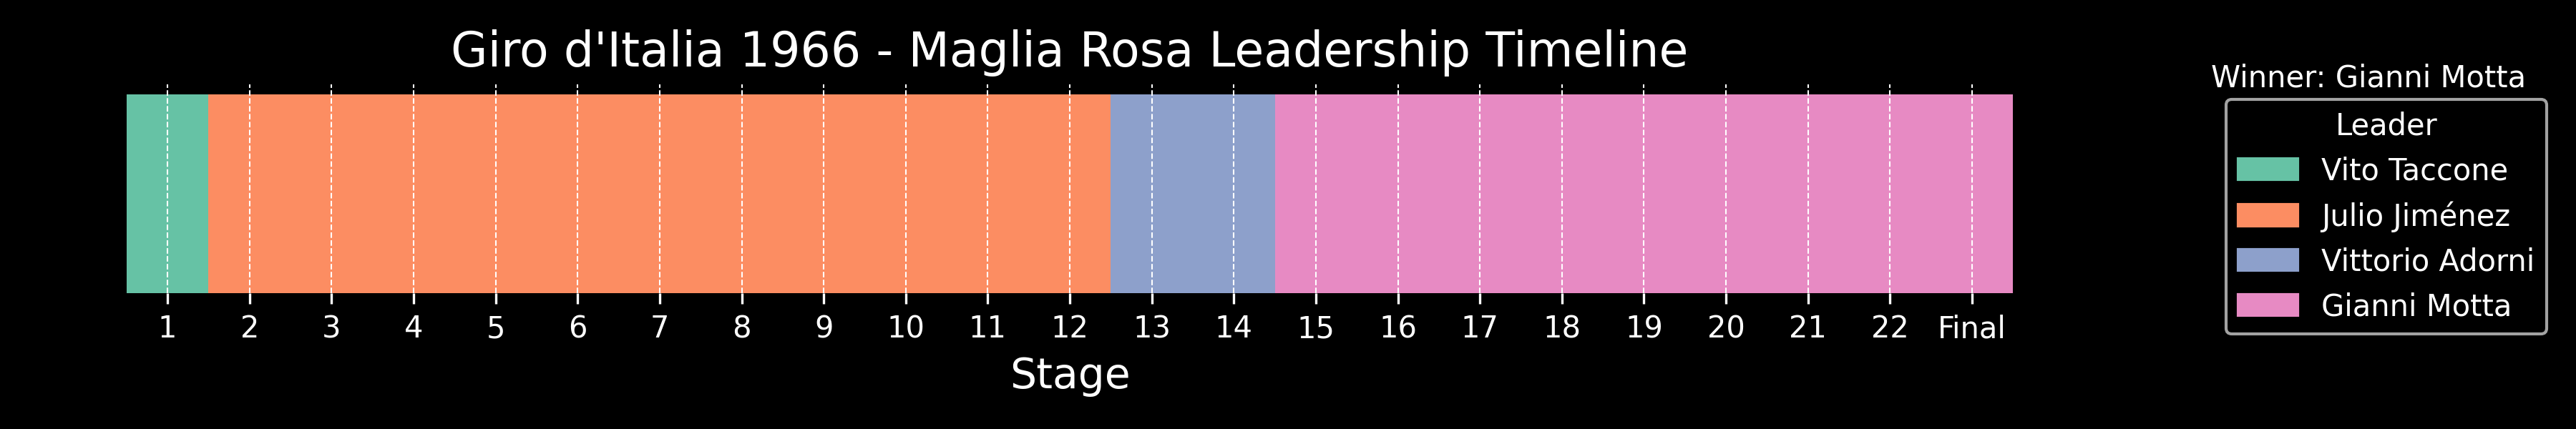 Giro d'Italia 1966 - Maglia Rosa Leadership Timeline
Winner: Gianni Motta
Leader
Vito Taccone
Julio Jiménez
Vittorio Adorni
Gianni Motta
1 2 3 4 5 6 7 8 9 10 11 12 13 14 15 16 17 18 19 20 21 22 Final
Stage